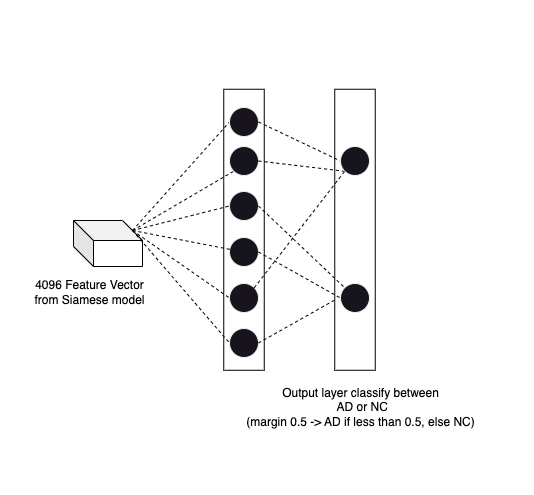 4096 Feature Vector
from Siamese model
Output layer classify between
AD or NC
(margin 0.5 -> AD if less than 0.5, else NC)